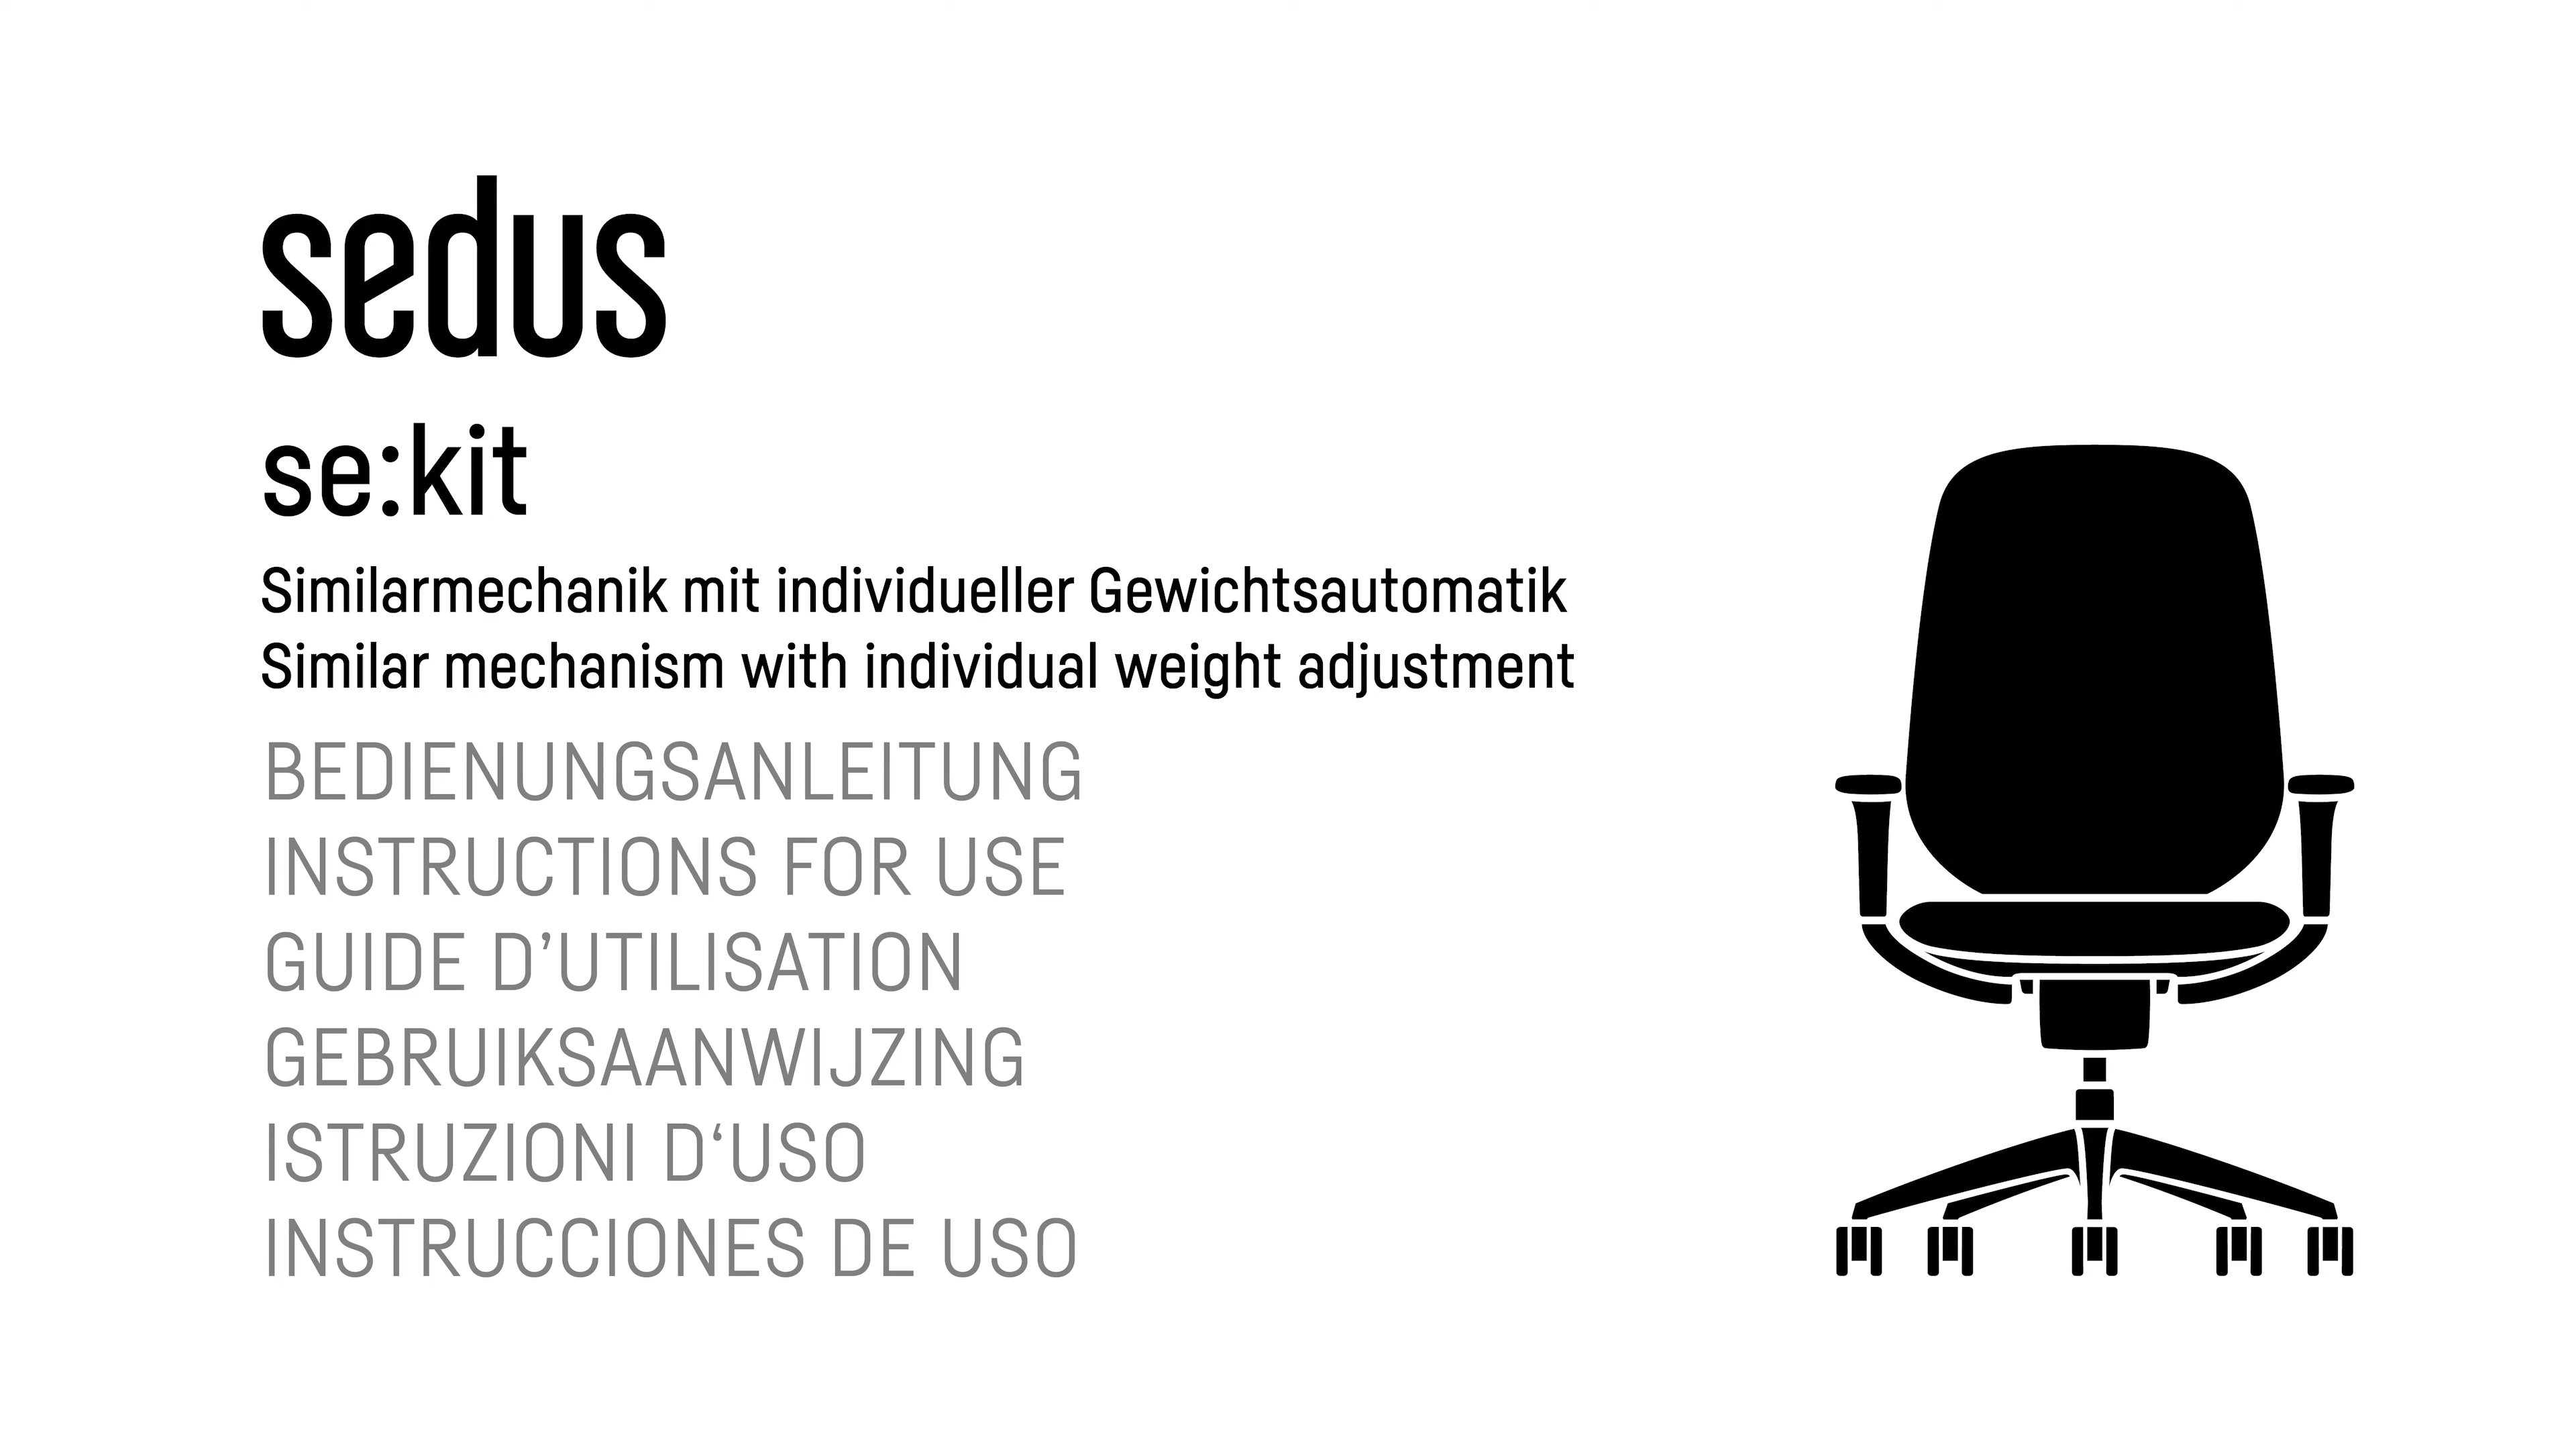 sedus
se:kit
Similarmechanik mit individueller Gewichtsautomatik
Similar mechanism with individual weight adjustment
BEDIENUNGSANLEITUNG
INSTRUCTIONS FOR USE
GUIDE D’UTILISATION
GEBRUIKSAANWIJZING
ISTRUZIONI D‘USO
INSTRUCCIONES DE USO